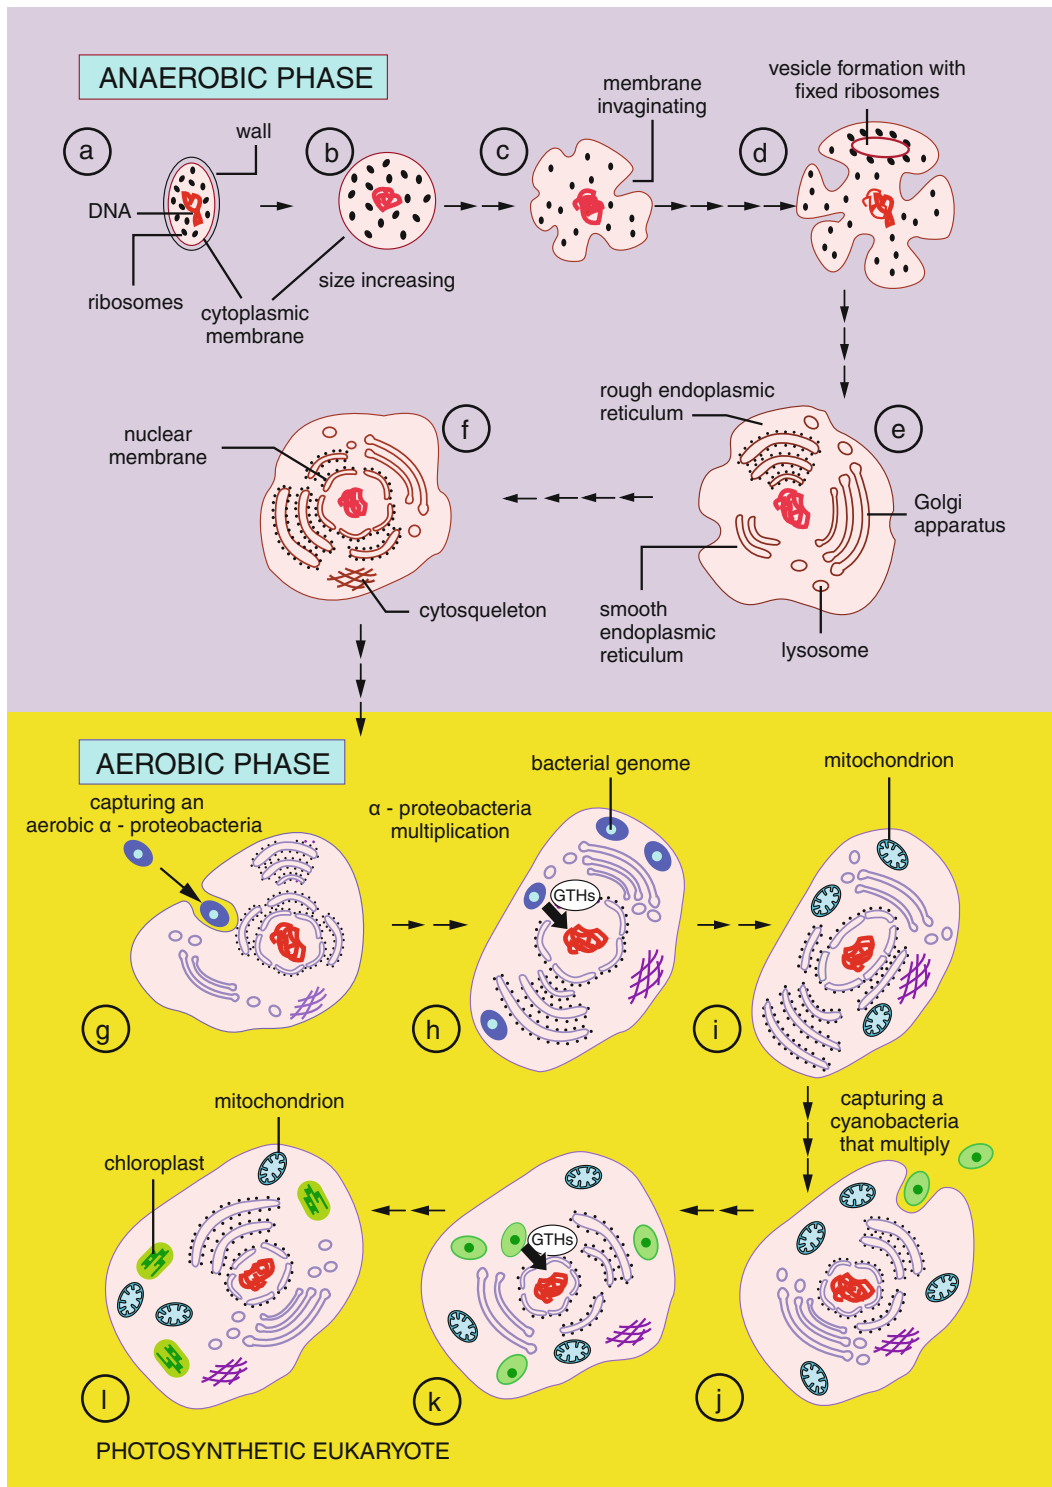 ANAEROBIC PHASE
a
wall
DNA
ribosomes
cytoplasmic
membrane
b
size increasing
c
membrane
invaginating
d
vesicle formation with
fixed ribosomes
rough endoplasmic
reticulum
e
Golgi
apparatus
smooth
endoplasmic
reticulum
lysosome
f
nuclear
membrane
cytosqueleton
AEROBIC PHASE
capturing an
aerobic α - proteobacteria
g
α - proteobacteria
multiplication
bacterial genome
GTHs
h
mitochondrion
i
capturing a
cyanobacteria
that multiply
j
GTHs
k
mitochondrion
chloroplast
l
PHOTOSYNTHETIC EUKARYOTE